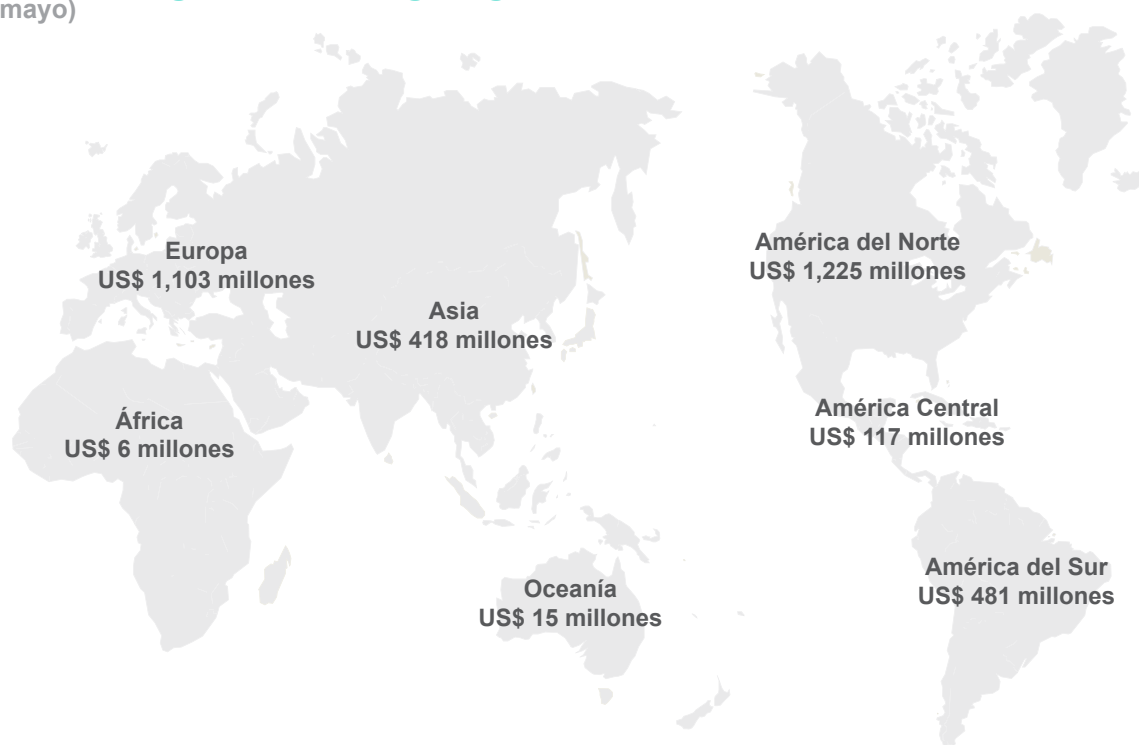 mayo)
Europa
US$ 1,103 millones
América del Norte
US$ 1,225 millones
Asia
US$ 418 millones
África
US$ 6 millones
América Central
US$ 117 millones
América del Sur
US$ 481 millones
Oceanía
US$ 15 millones